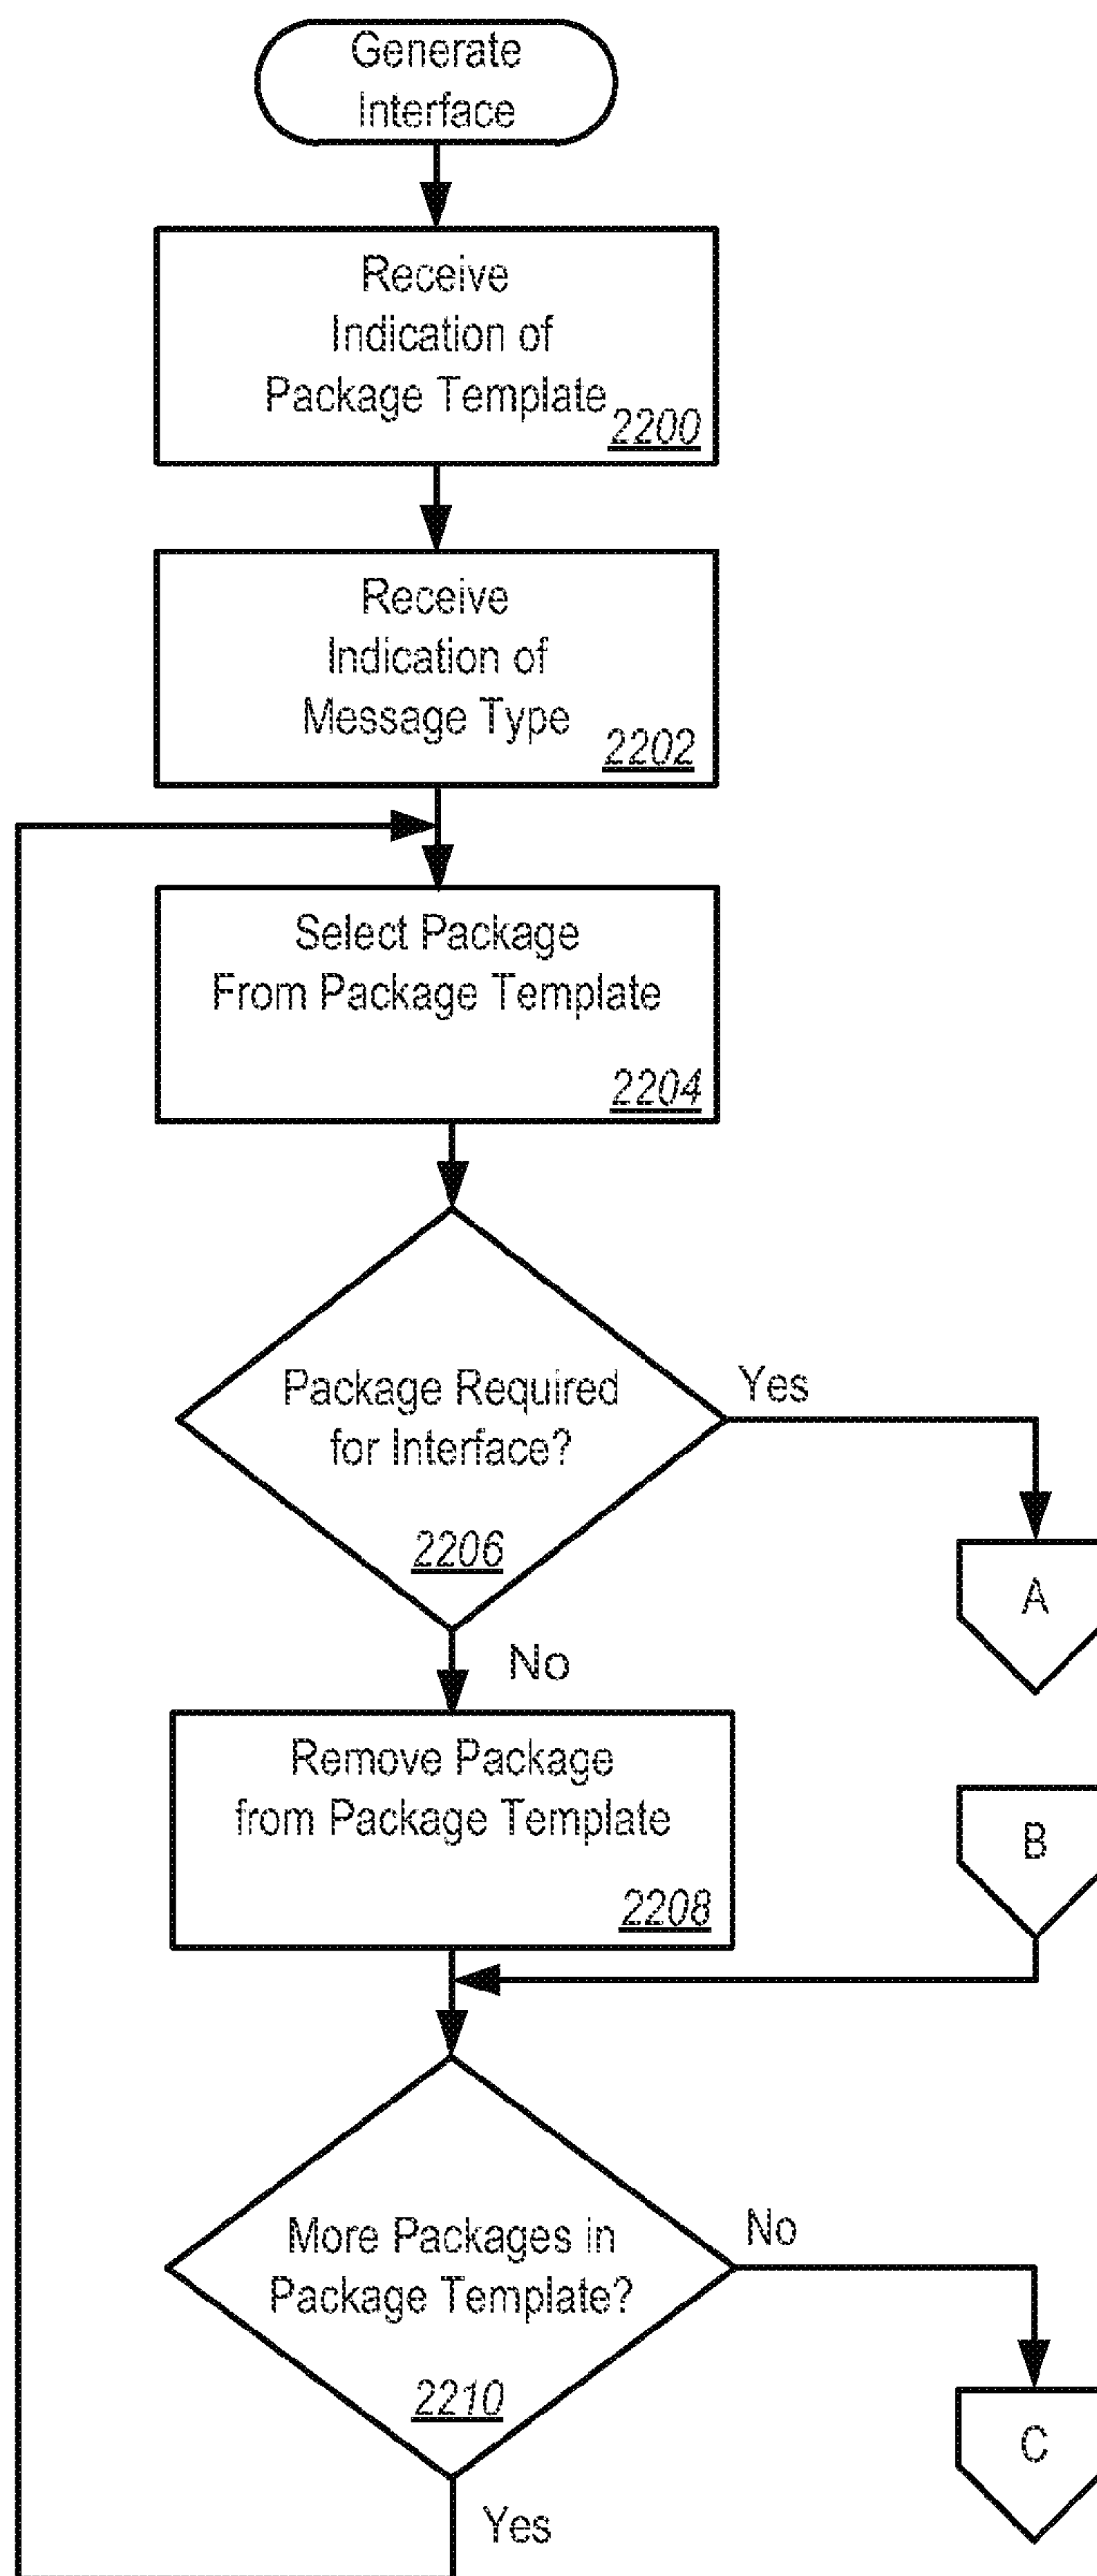 Generate
Interface
Receive
Indication of
Package Template
2200
Receive
Indication of
Message Type
2202
Select Package
From Package Template
2204
Package Required
for Interface?
2206
Yes
A
No
Remove Package
from Package Template
2208
B
More Packages in
Package Template?
2210
No
C
Yes